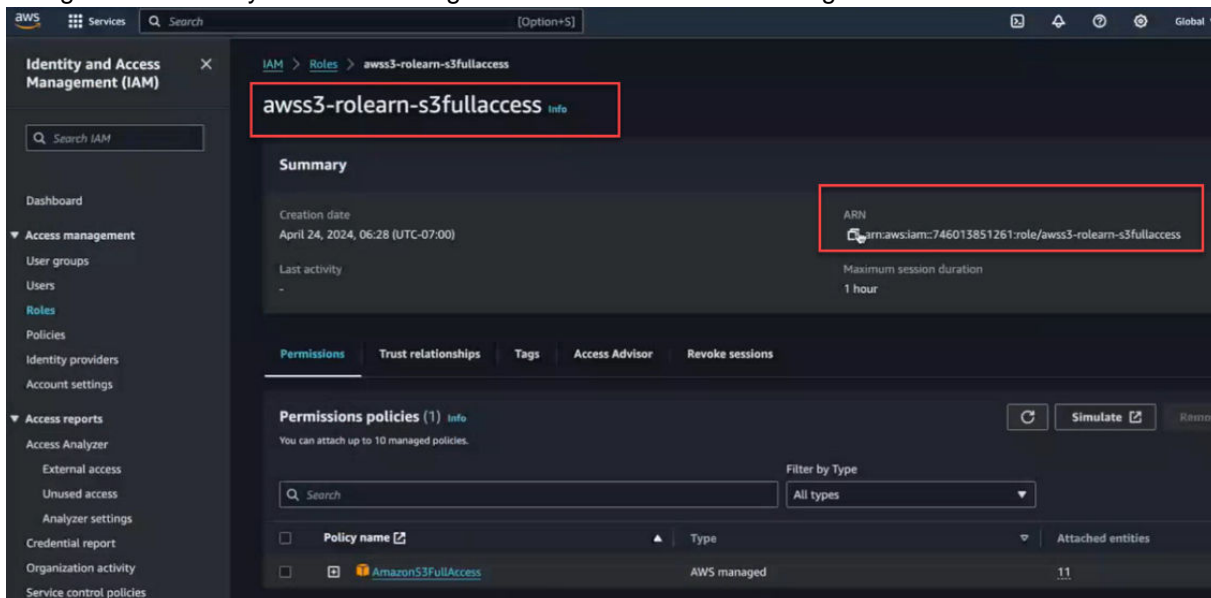 aws Services Search [Option+S] Global
Identity and Access Management (IAM)
Search IAM
Dashboard
Access management
User groups
Users
Roles
Policies
Identity providers
Account settings
Access reports
Access Analyzer
External access
Unused access
Analyzer settings
Credential report
Organization activity
Service control policies
IAM > Roles > awss3-rolearn-s3fullaccess
awss3-rolearn-s3fullaccess Info
Summary
Creation date
April 24, 2024, 06:28 (UTC-07:00)
Last activity
-
ARN
arn:aws:iam::746013851261:role/awss3-rolearn-s3fullaccess
Maximum session duration
1 hour
Permissions Trust relationships Tags Access Advisor Revoke sessions
Permissions policies (1) Info
You can attach up to 10 managed policies.
Simulate
Filter by Type
Search All types
Policy name Type Attached entities
AmazonS3FullAccess AWS managed 11